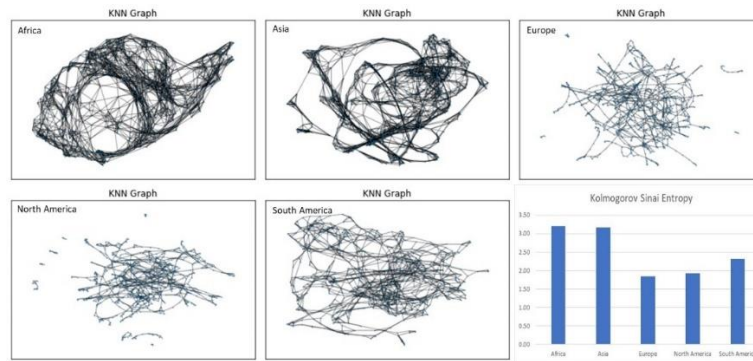 KNN Graph
Africa
KNN Graph
Asia
KNN Graph
Europe
KNN Graph
North America
KNN Graph
South America
Kolmogorov Sinai Entropy
3.50
3.00
2.50
2.00
1.50
1.00
0.50
0.00
Africa
Asia
Europe
North America
South America